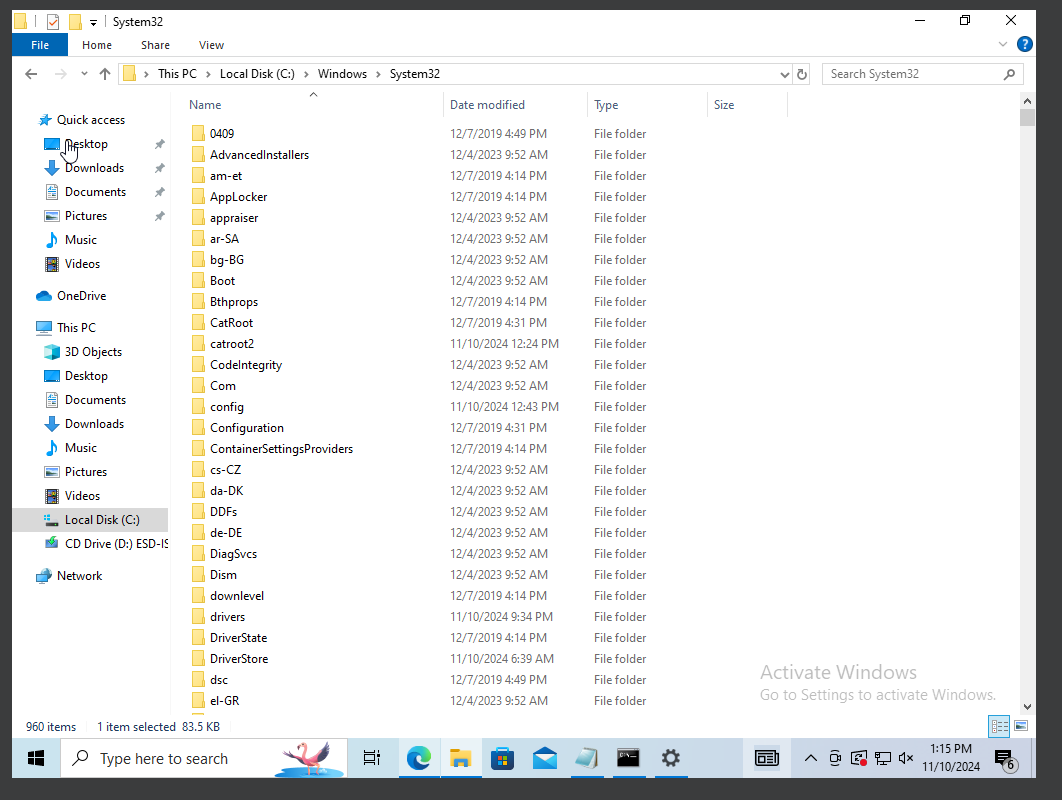 System32
File Home Share View
This PC Local Disk (C:) Windows System32
Search System32
Name Date modified Type Size
Quick access
Desktop
Downloads
Documents
Pictures
Music
Videos
OneDrive
This PC
3D Objects
Desktop
Documents
Downloads
Music
Pictures
Videos
Local Disk (C:)
CD Drive (D:) ESD-IS
Network
0409 12/7/2019 4:49 PM File folder
AdvancedInstallers 12/4/2023 9:52 AM File folder
am-et 12/7/2019 4:14 PM File folder
AppLocker 12/7/2019 4:14 PM File folder
appraiser 12/4/2023 9:52 AM File folder
ar-SA 12/4/2023 9:52 AM File folder
bg-BG 12/4/2023 9:52 AM File folder
Boot 12/4/2023 9:52 AM File folder
Bthprops 12/7/2019 4:14 PM File folder
CatRoot 12/7/2019 4:31 PM File folder
catroot2 11/10/2024 12:24 PM File folder
CodeIntegrity 12/4/2023 9:52 AM File folder
Com 12/4/2023 9:52 AM File folder
config 11/10/2024 12:43 PM File folder
Configuration 12/7/2019 4:31 PM File folder
ContainerSettingsProviders 12/7/2019 4:14 PM File folder
cs-CZ 12/4/2023 9:52 AM File folder
da-DK 12/4/2023 9:52 AM File folder
DDFs 12/4/2023 9:52 AM File folder
de-DE 12/4/2023 9:52 AM File folder
DiagSvcs 12/4/2023 9:52 AM File folder
Dism 12/4/2023 9:52 AM File folder
downlevel 12/7/2019 4:14 PM File folder
drivers 11/10/2024 9:34 PM File folder
DriverState 12/7/2019 4:14 PM File folder
DriverStore 11/10/2024 6:39 AM File folder
dsc 12/7/2019 4:49 PM File folder
el-GR 12/4/2023 9:52 AM File folder
Activate Windows
Go to Settings to activate Windows.
960 items 1 item selected 83.5 KB
Type here to search
1:15 PM
11/10/2024
6